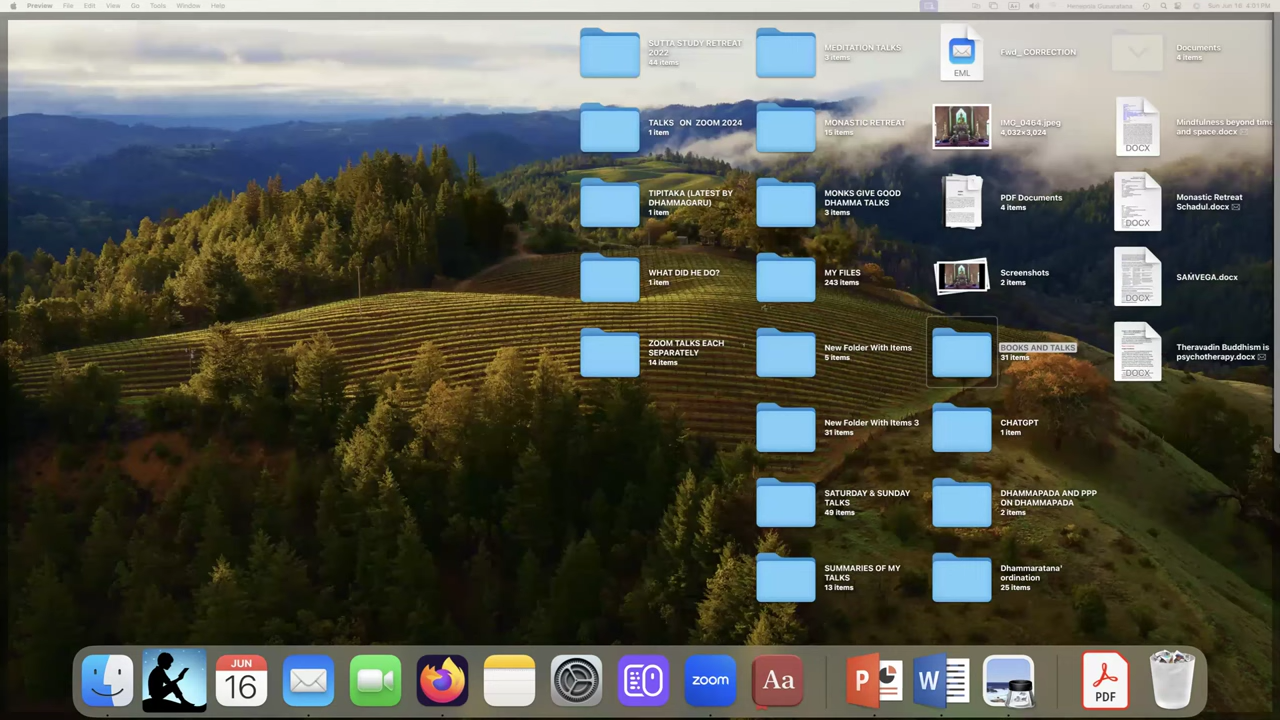 Preview File Edit View Go Tools Window Help
Sun Jun 16 4:01 PM
SUTTA STUDY RETREAT
2022
44 items
MEDITATION TALKS
3 items
EML
Fwd_ CORRECTION
Documents
4 items
TALKS ON ZOOM 2024
1 item
MONASTIC RETREAT
15 items
IMG_0464.jpeg
4,032×3,024
DOCX
Mindfulness beyond time
and space.docx
TIPITAKA (LATEST BY
DHAMMAGARU)
1 item
MONKS GIVE GOOD
DHAMMA TALKS
3 items
PDF Documents
4 items
DOCX
Monastic Retreat
Schadul.docx
WHAT DID HE DO?
1 item
MY FILES
243 items
Screenshots
2 items
DOCX
SAṀVEGA.docx
ZOOM TALKS EACH
SEPARATELY
14 items
New Folder With Items
5 items
BOOKS AND TALKS
31 items
DOCX
Theravadin Buddhism is
psychotherapy.docx
New Folder With Items 3
31 items
CHATGPT
1 item
SATURDAY & SUNDAY
TALKS
49 items
DHAMMAPADA AND PPP
ON DHAMMAPADA
2 items
SUMMARIES OF MY
TALKS
13 items
Dhammaratana'
ordination
25 items
JUN
16
zoom
Aa
P
W
PDF